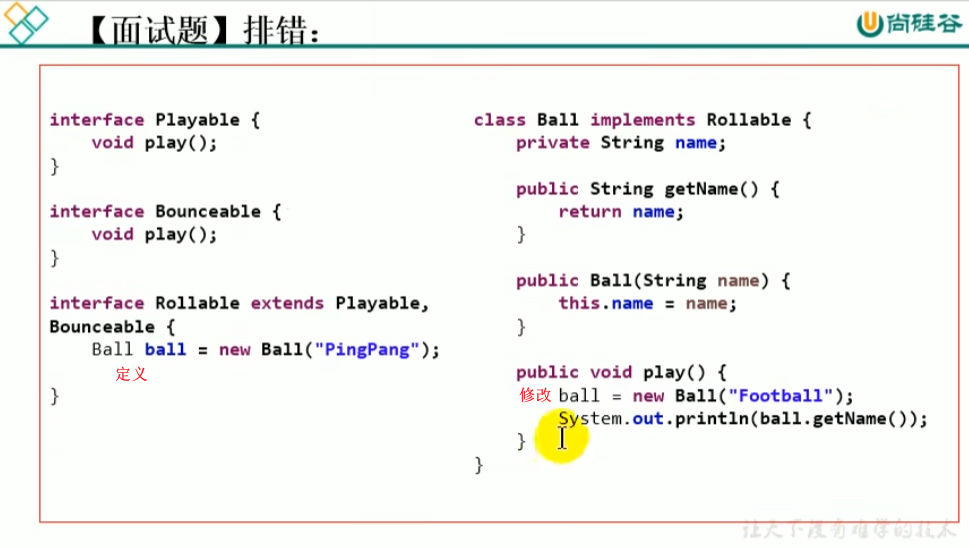 【面试题】排错：
尚硅谷
interface Playable {
void play();
}
interface Bounceable {
void play();
}
interface Rollable extends Playable,
Bounceable {
Ball ball = new Ball("PingPang");
定义
}
class Ball implements Rollable {
private String name;
public String getName() {
return name;
}
public Ball(String name) {
this.name = name;
}
public void play() {
修改 ball = new Ball("Football");
System.out.println(ball.getName());
}
}
让天下没有难学的技术